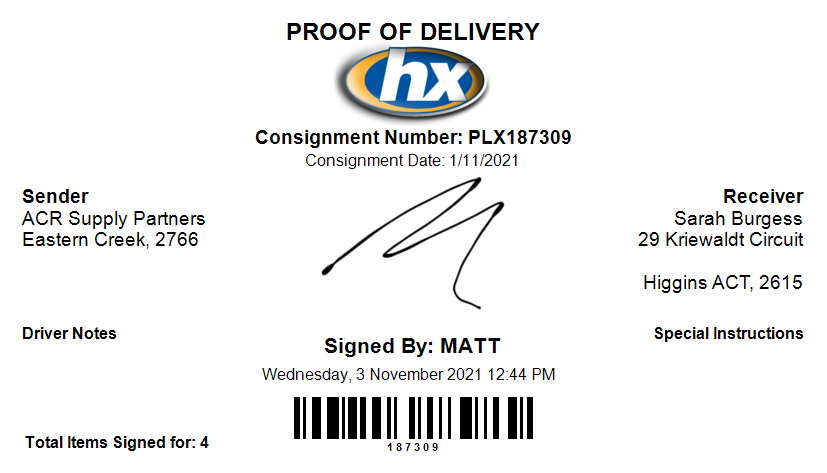 PROOF OF DELIVERY
hx
Consignment Number: PLX187309
Consignment Date: 1/11/2021
Sender
ACR Supply Partners
Eastern Creek, 2766
Receiver
Sarah Burgess
29 Kriewaldt Circuit
Higgins ACT, 2615
Driver Notes
Signed By: MATT
Special Instructions
Wednesday, 3 November 2021 12:44 PM
187309
Total Items Signed for: 4